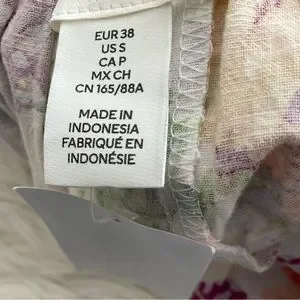 EUR 38
US S
CA P
MX CH
CN 165/88A
MADE IN
INDONESIA
FABRIQUÉ EN
INDONÉSIE